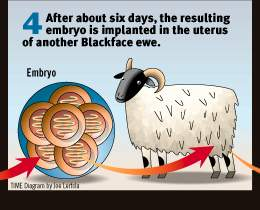 4 After about six days, the resulting
embryo is implanted in the uterus
of another Blackface ewe.
Embryo
TIME Diagram by Joe Lertola